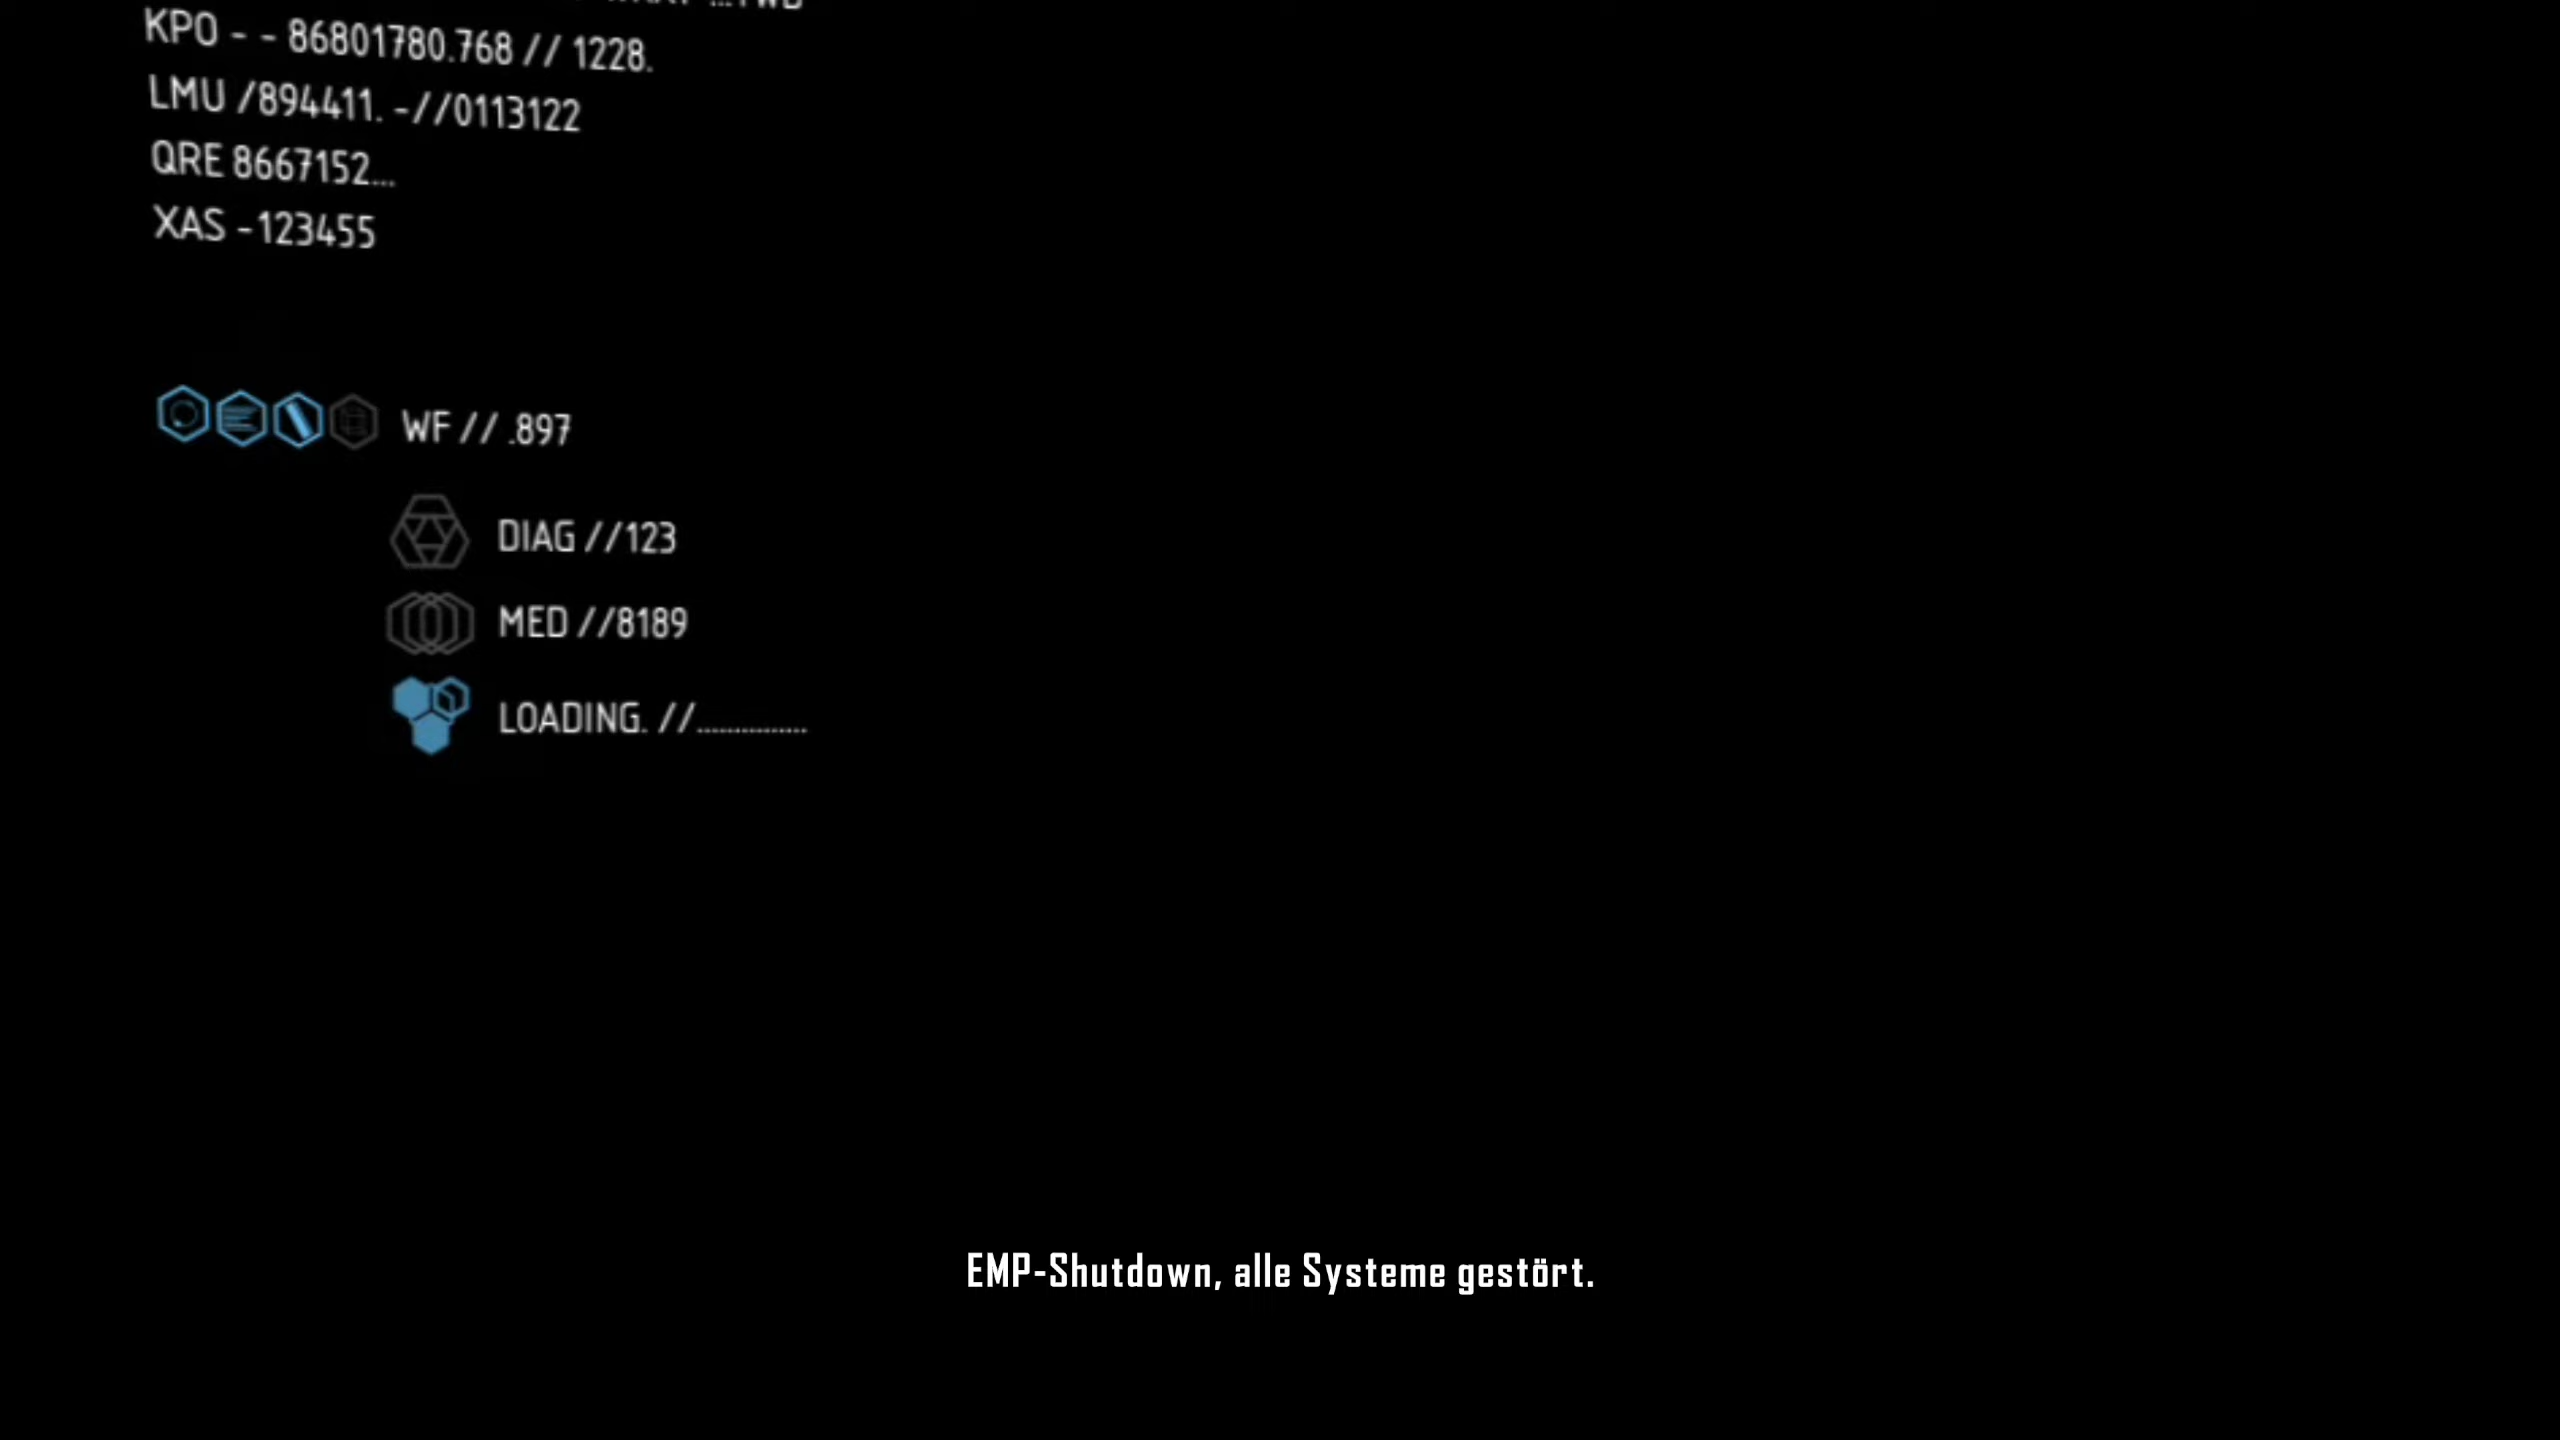 KPO - - 86801780.768 // 1228.
LMU /894411. -//0113122
QRE 8667152...
XAS -123455
WF // .897
DIAG //123
MED //8189
LOADING. //...............
EMP-Shutdown, alle Systeme gestört.